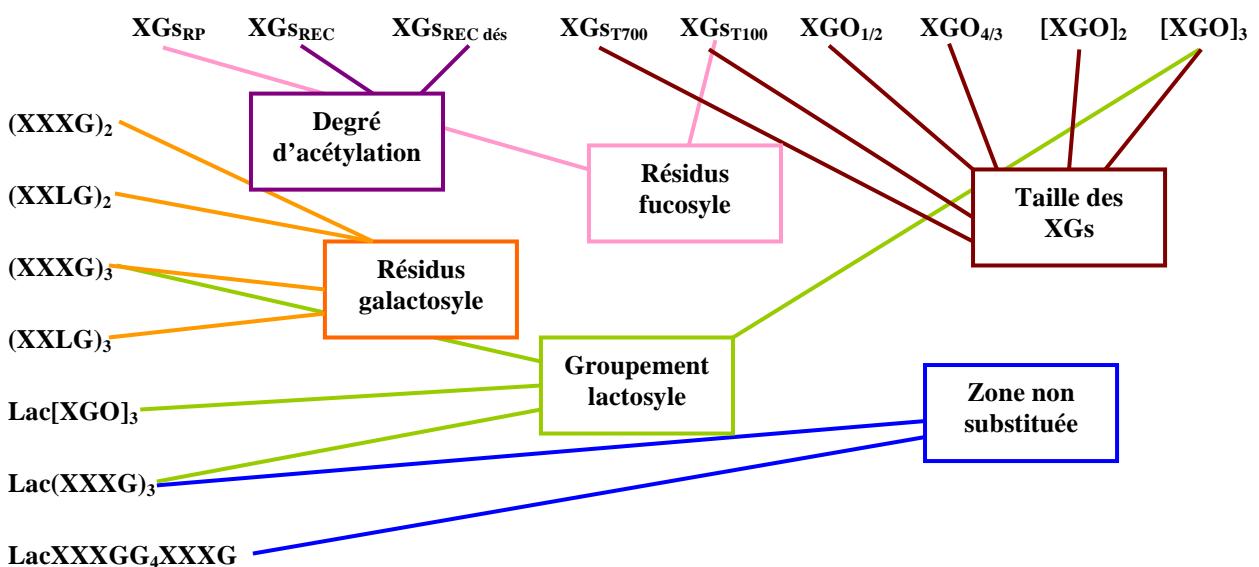 XGsRP XGsREC XGsREC dés XGsT700 XGsT100 XGO1/2 XGO4/3 [XGO]2 [XGO]3
Degré
d'acétylation
(XXXG)2
Résidus
fucosyle
Taille des
XGs
(XXLG)2
(XXXG)3
Résidus
galactosyle
(XXLG)3
Groupement
lactosyle
Zone non
substituée
Lac[XGO]3
Lac(XXXG)3
LacXXXGG4XXXG